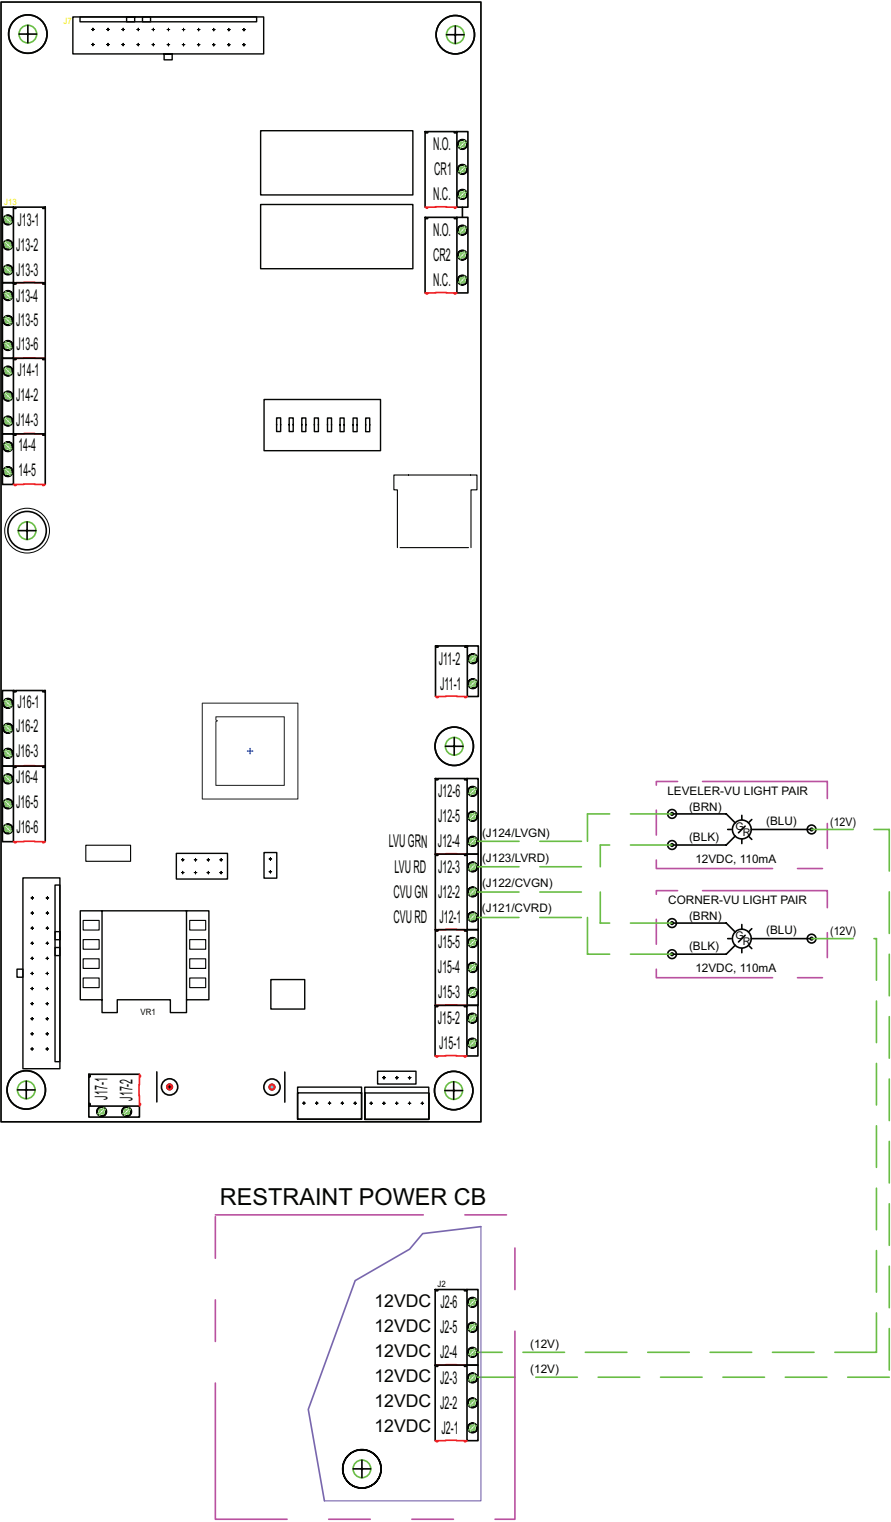 J1
N.O.
CR1
N.C.
N.O.
CR2
N.C.
J13
J13-1
J13-2
J13-3
J13-4
J13-5
J13-6
J14-1
J14-2
J14-3
14-4
14-5
J11-2
J11-1
J16-1
J16-2
J16-3
J16-4
J16-5
J16-6
J12-6
J12-5
LVU GRN J12-4 (J124/LVGN)
LVU RD J12-3 (J123/LVRD)
CVU GN J12-2 (J122/CVGN)
CVU RD J12-1 (J121/CVRD)
J15-5
J15-4
J15-3
J15-2
J15-1
LEVELER-VU LIGHT PAIR
(BRN)
G/R (BLU) (12V)
(BLK)
12VDC, 110mA
CORNER-VU LIGHT PAIR
(BRN)
G/R (BLU) (12V)
(BLK)
12VDC, 110mA
VR1
J17-1
J17-2
RESTRAINT POWER CB
J2
12VDC J2-6
12VDC J2-5
12VDC J2-4 (12V)
12VDC J2-3 (12V)
12VDC J2-2
12VDC J2-1